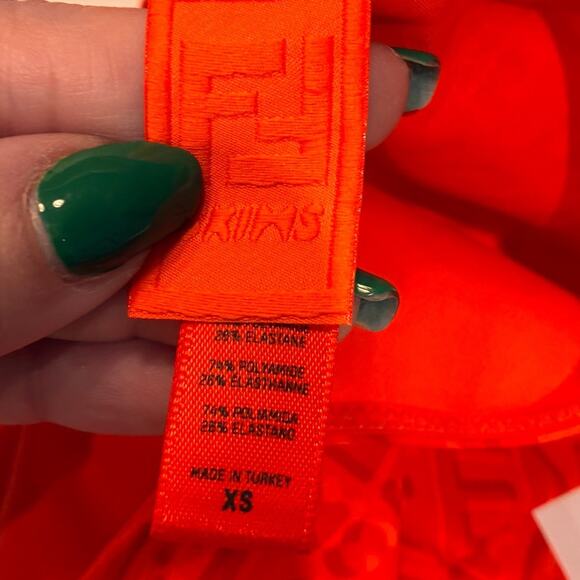 SKIMS
26% ELASTANE
74% POLYAMIDE
26% ELASTHANNE
74% POLIAMIDA
26% ELASTANO
MADE IN TURKEY
XS